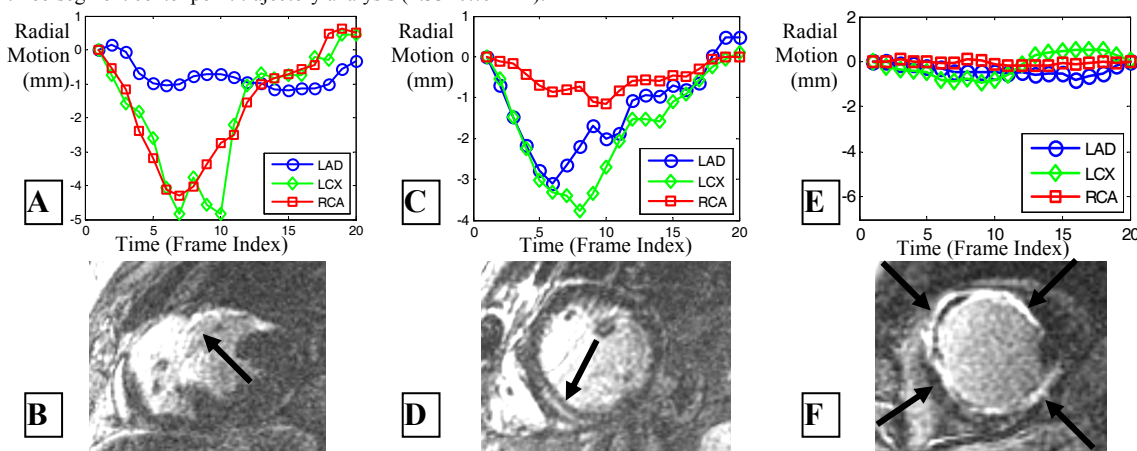 Radial
Motion
(mm)
0
-1
-2
-3
-4
-5
0 5 10 15 20
LAD
LCX
RCA
A
Time (Frame Index)
Radial
Motion
(mm)
1
0
-1
-2
-3
-4
0 5 10 15 20
LAD
LCX
RCA
C
Time (Frame Index)
Radial
Motion
(mm)
2
0
-2
-4
-6
0 5 10 15 20
LAD
LCX
RCA
E
Time (Frame Index)
B
D
F